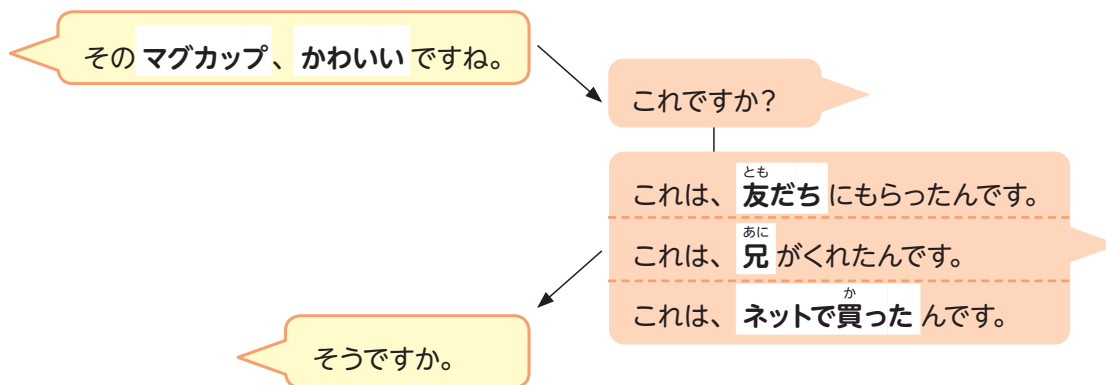 その マグカップ 、 かわいい ですね。
これですか?
とも
これは、 友だち にもらったんです。
あに
これは、 兄 がくれたんです。
か
これは、 ネットで買った んです。
そうですか。